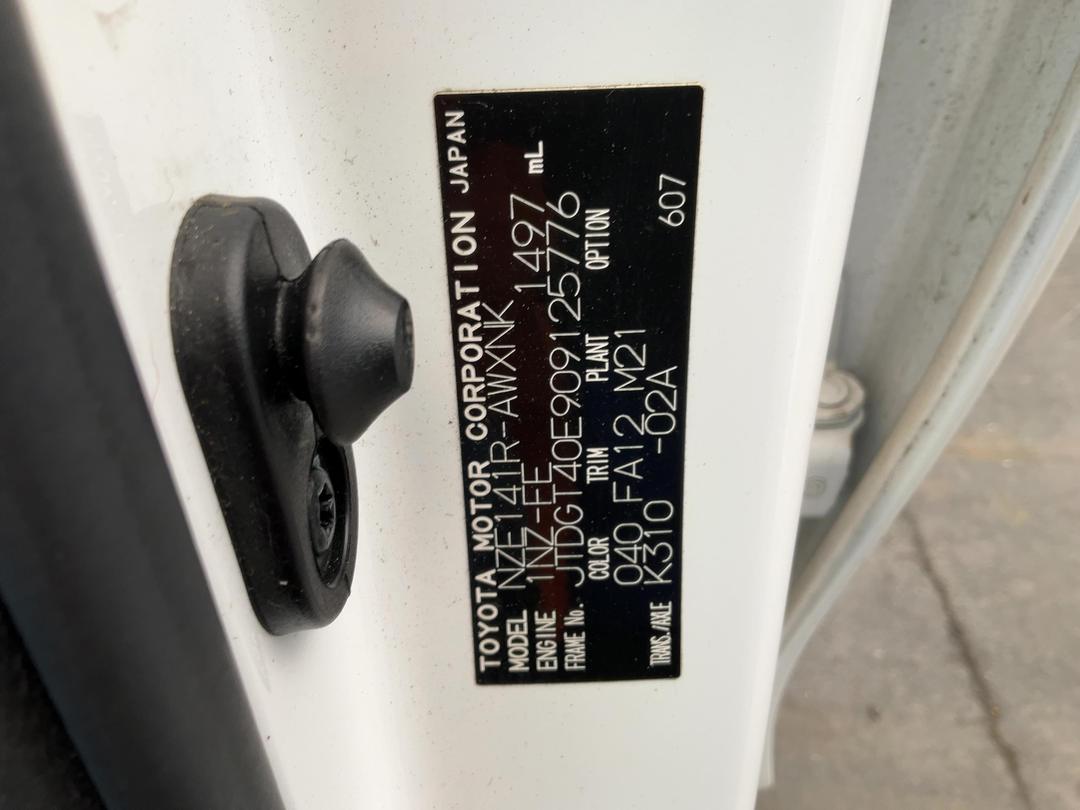 TOYOTA MOTOR CORPORATION JAPAN
MODEL NZE141R-AWXNK
ENGINE 1NZ-FE 1497 mL
FRAME No. JTDGT40E909125776
COLOR TRIM PLANT OPTION
040 FA12 M21
TRANS./AXLE K310 -02A 607